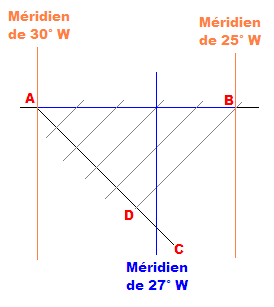 Méridien
de 30° W
Méridien
de 25° W
A
B
D
C
Méridien
de 27° W